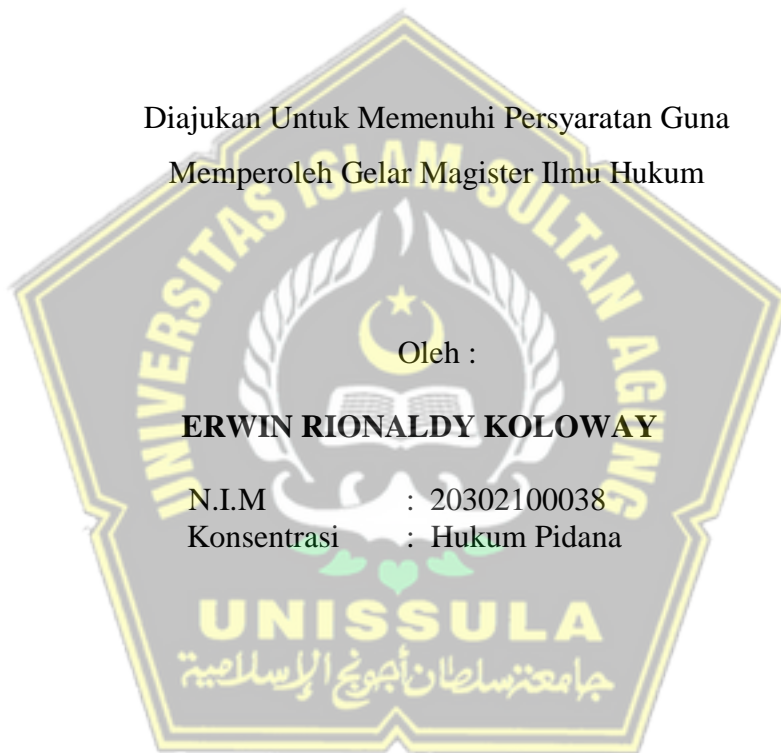 Diajukan Untuk Memenuhi Persyaratan Guna
Memperoleh Gelar Magister Ilmu Hukum
UNIVERSITAS ISLAM SULTAN AGUNG
Oleh :
ERWIN RIONALDY KOLOWAY
N.I.M : 20302100038
Konsentrasi : Hukum Pidana
UNISSULA
جامعة سلطان أجونج الإسلامية